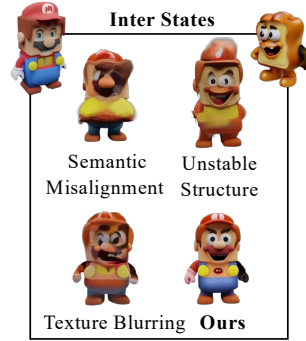 Inter States
Semantic Unstable
Misalignment Structure
Texture Blurring Ours